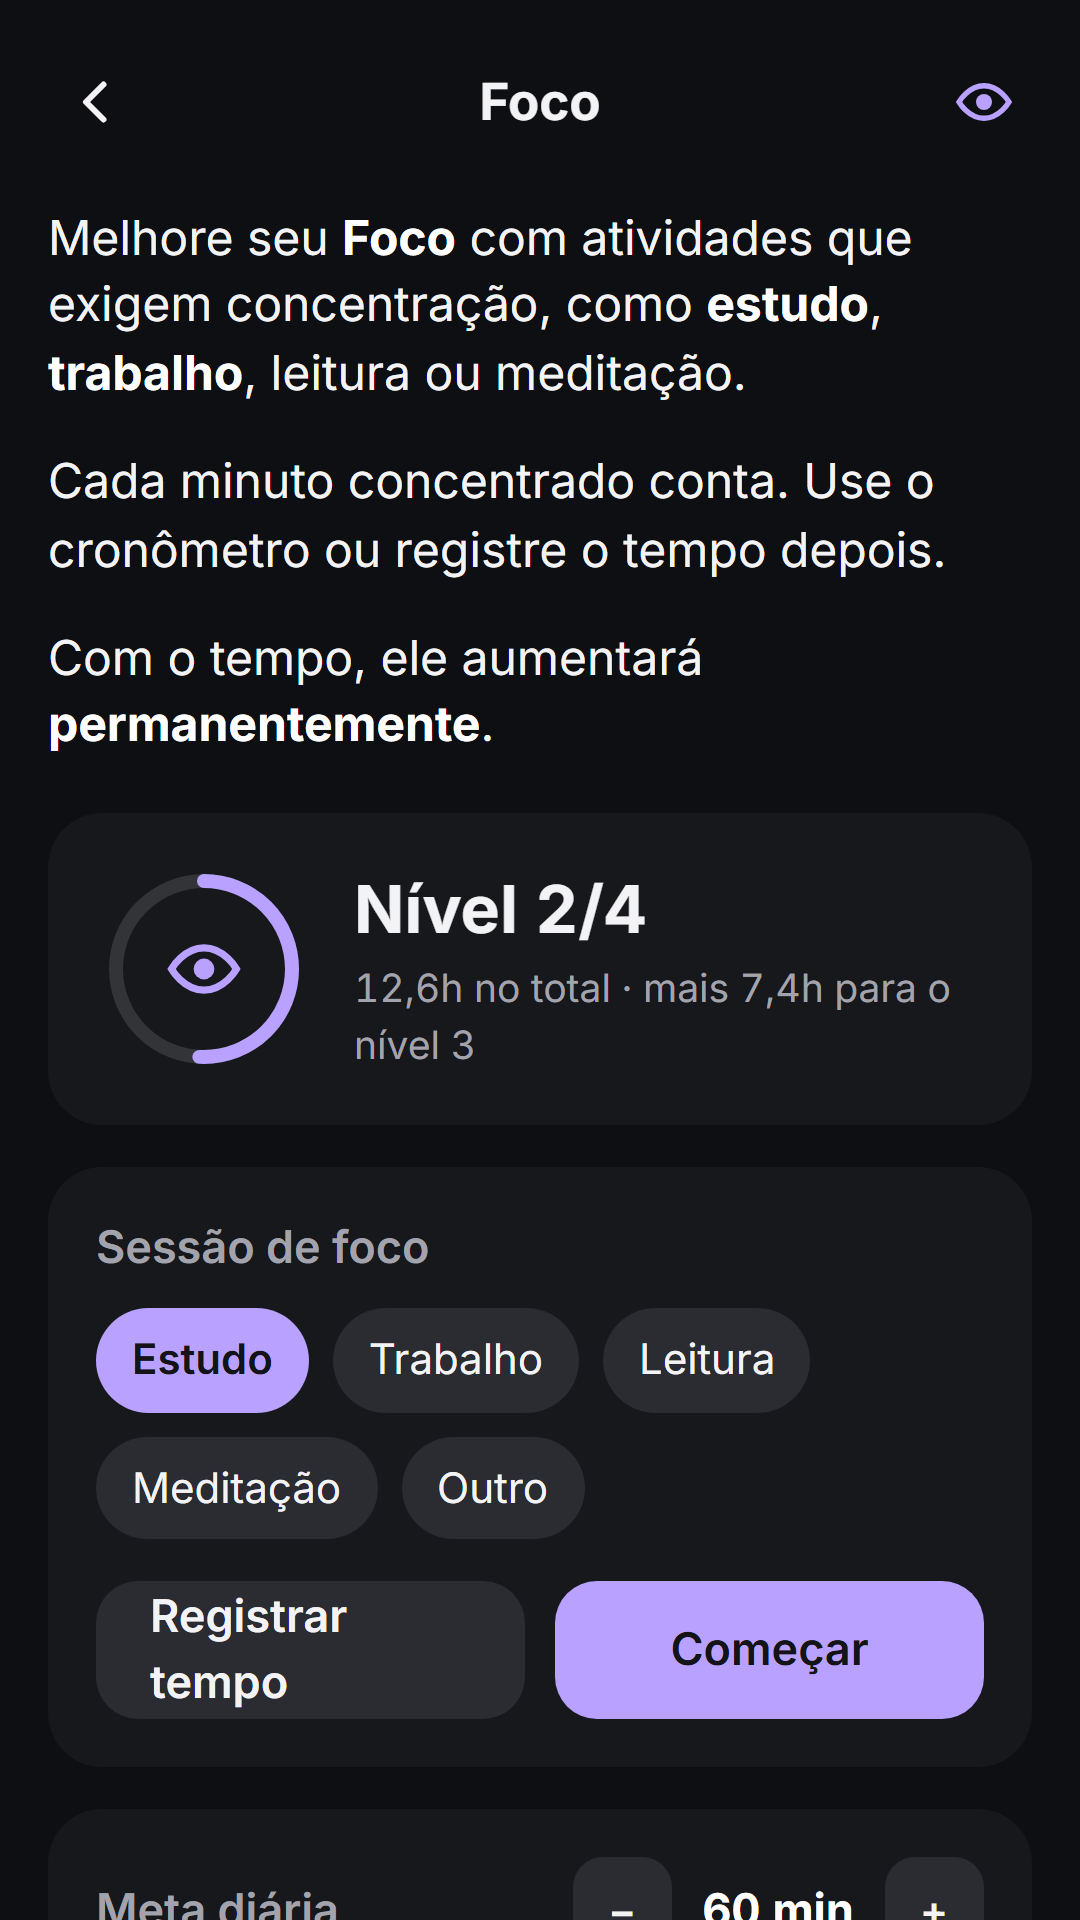 Foco
Melhore seu Foco com atividades que
exigem concentração, como estudo,
trabalho, leitura ou meditação.
Cada minuto concentrado conta. Use o
cronômetro ou registre o tempo depois.
Com o tempo, ele aumentará
permanentemente.
Nível 2/4
12,6h no total · mais 7,4h para o
nível 3
Sessão de foco
Estudo
Trabalho
Leitura
Meditação
Outro
Registrar
tempo
Começar
Meta diária
–
60 min
+